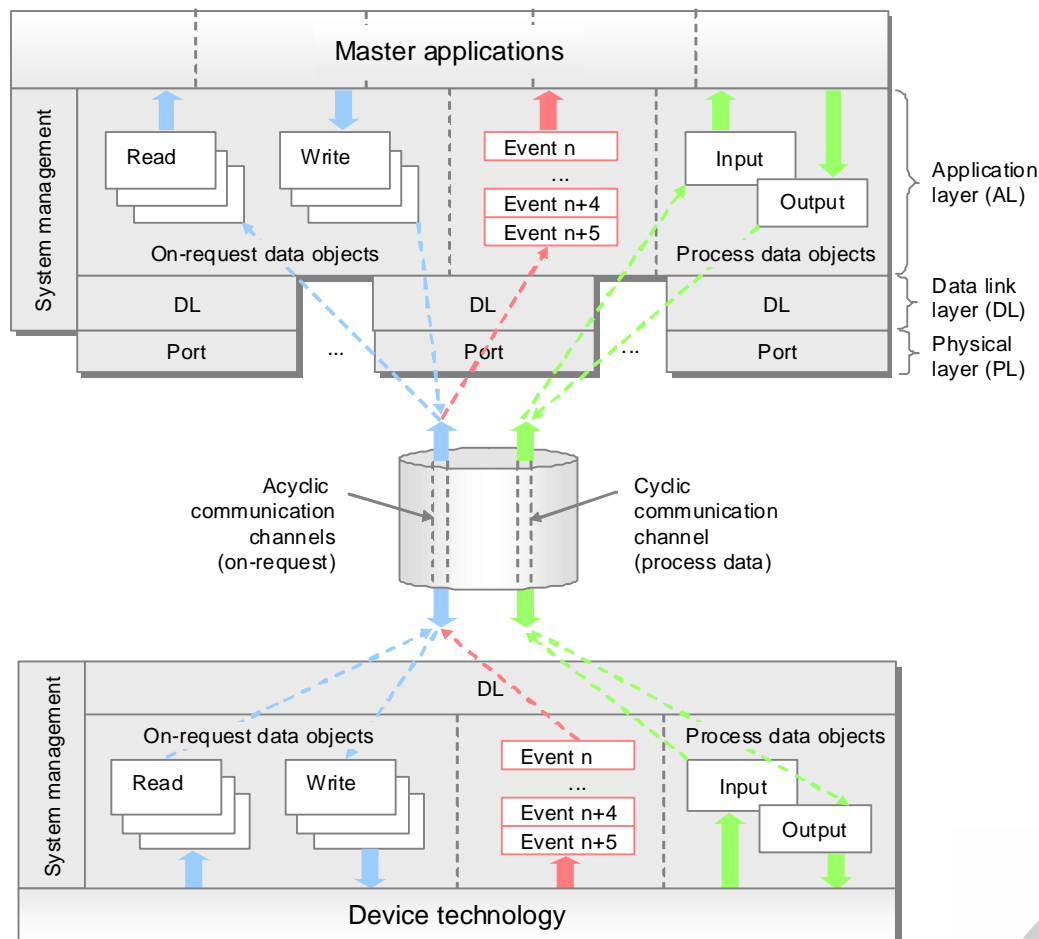 Master applications
System management
Read
Write
Event n
...
Event n+4
Event n+5
Input
Output
On-request data objects
Process data objects
Application
layer (AL)
DL
DL
DL
Data link
layer (DL)
Port
...
Port
...
Port
Physical
layer (PL)
Acyclic
communication
channels
(on-request)
Cyclic
communication
channel
(process data)
System management
DL
On-request data objects
Process data objects
Read
Write
Event n
...
Event n+4
Event n+5
Input
Output
Device technology